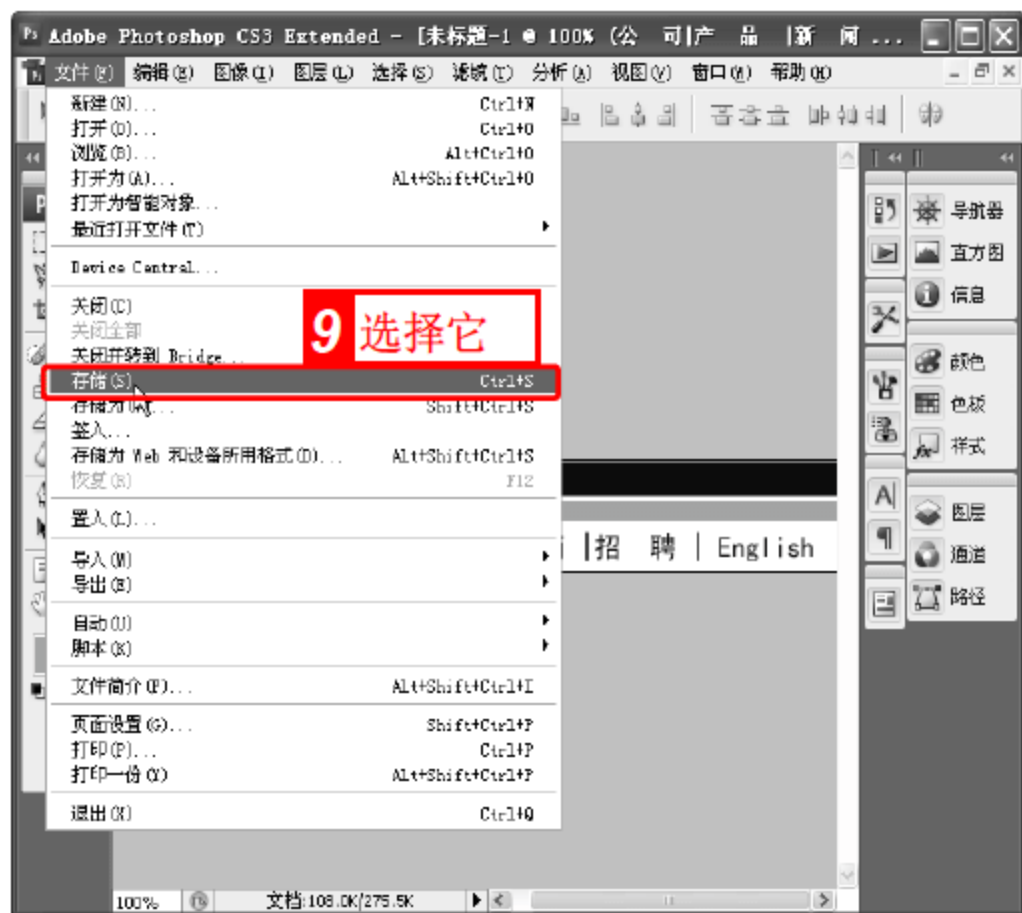 Ps Adobe Photoshop CS3 Extended - [未标题-1 @ 100% (公 司|产 品 |新 闻 ...
文件(F) 编辑(E) 图像(I) 图层(L) 选择(S) 滤镜(T) 分析(A) 视图(V) 窗口(W) 帮助(H)
新建(N)... Ctrl+N
打开(O)... Ctrl+O
浏览(B)... Alt+Ctrl+O
打开为(A)... Alt+Shift+Ctrl+O
打开为智能对象...
最近打开文件(T)
Device Central...
关闭(C)
关闭全部
关闭并转到 Bridge...
9 选择它
存储(S) Ctrl+S
存储为(A)... Shift+Ctrl+S
签入...
存储为 Web 和设备所用格式(D)... Alt+Shift+Ctrl+S
恢复(R) F12
置入(L)...
导入(M)
导出(E)
自动(U)
脚本(K)
文件简介(F)... Alt+Shift+Ctrl+I
页面设置(G)... Shift+Ctrl+P
打印(P)... Ctrl+P
打印一份(Y) Alt+Shift+Ctrl+P
退出(X) Ctrl+Q
|招 聘 | English
导航器
直方图
信息
颜色
色板
样式
图层
通道
路径
100% 文档:108.0K/275.5K